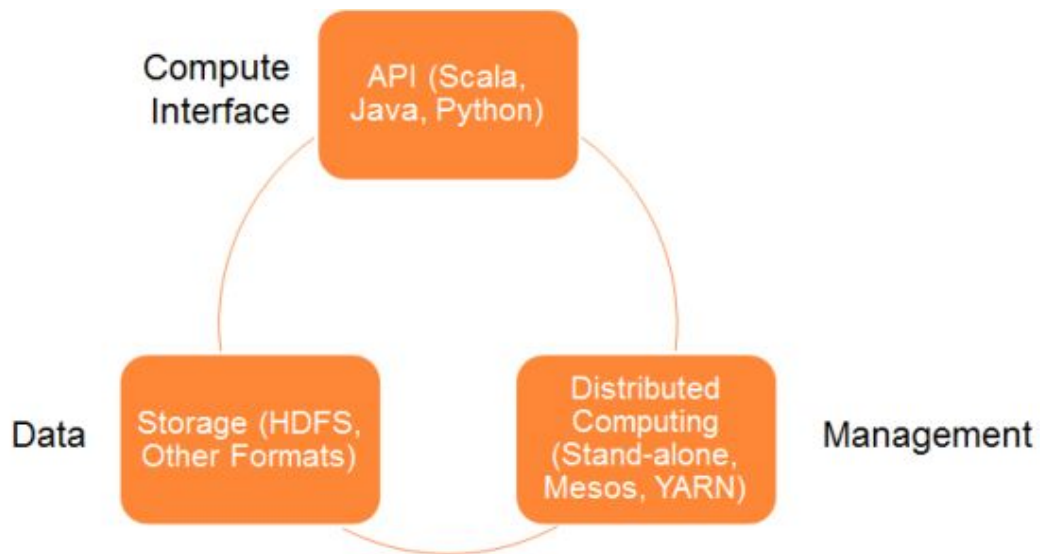 Compute
Interface
API (Scala,
Java, Python)
Data
Storage (HDFS,
Other Formats)
Distributed
Computing
(Stand-alone,
Mesos, YARN)
Management